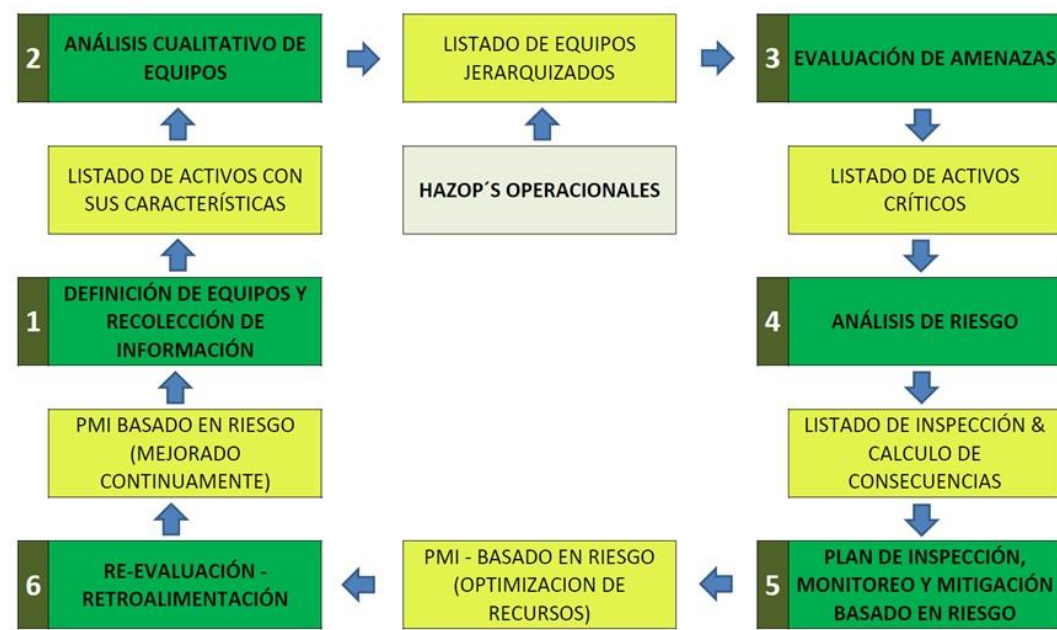 2
ANÁLISIS CUALITATIVO DE
EQUIPOS
LISTADO DE EQUIPOS
JERARQUIZADOS
3
EVALUACIÓN DE AMENAZAS
LISTADO DE ACTIVOS CON
SUS CARACTERÍSTICAS
HAZOP´S OPERACIONALES
LISTADO DE ACTIVOS
CRÍTICOS
1
DEFINICIÓN DE EQUIPOS Y
RECOLECCIÓN DE
INFORMACIÓN
4
ANÁLISIS DE RIESGO
PMI BASADO EN RIESGO
(MEJORADO
CONTINUAMENTE)
LISTADO DE INSPECCIÓN &
CALCULO DE
CONSECUENCIAS
6
RE-EVALUACIÓN -
RETROALIMENTACIÓN
PMI - BASADO EN RIESGO
(OPTIMIZACION DE
RECURSOS)
5
PLAN DE INSPECCIÓN,
MONITOREO Y MITIGACIÓN
BASADO EN RIESGO